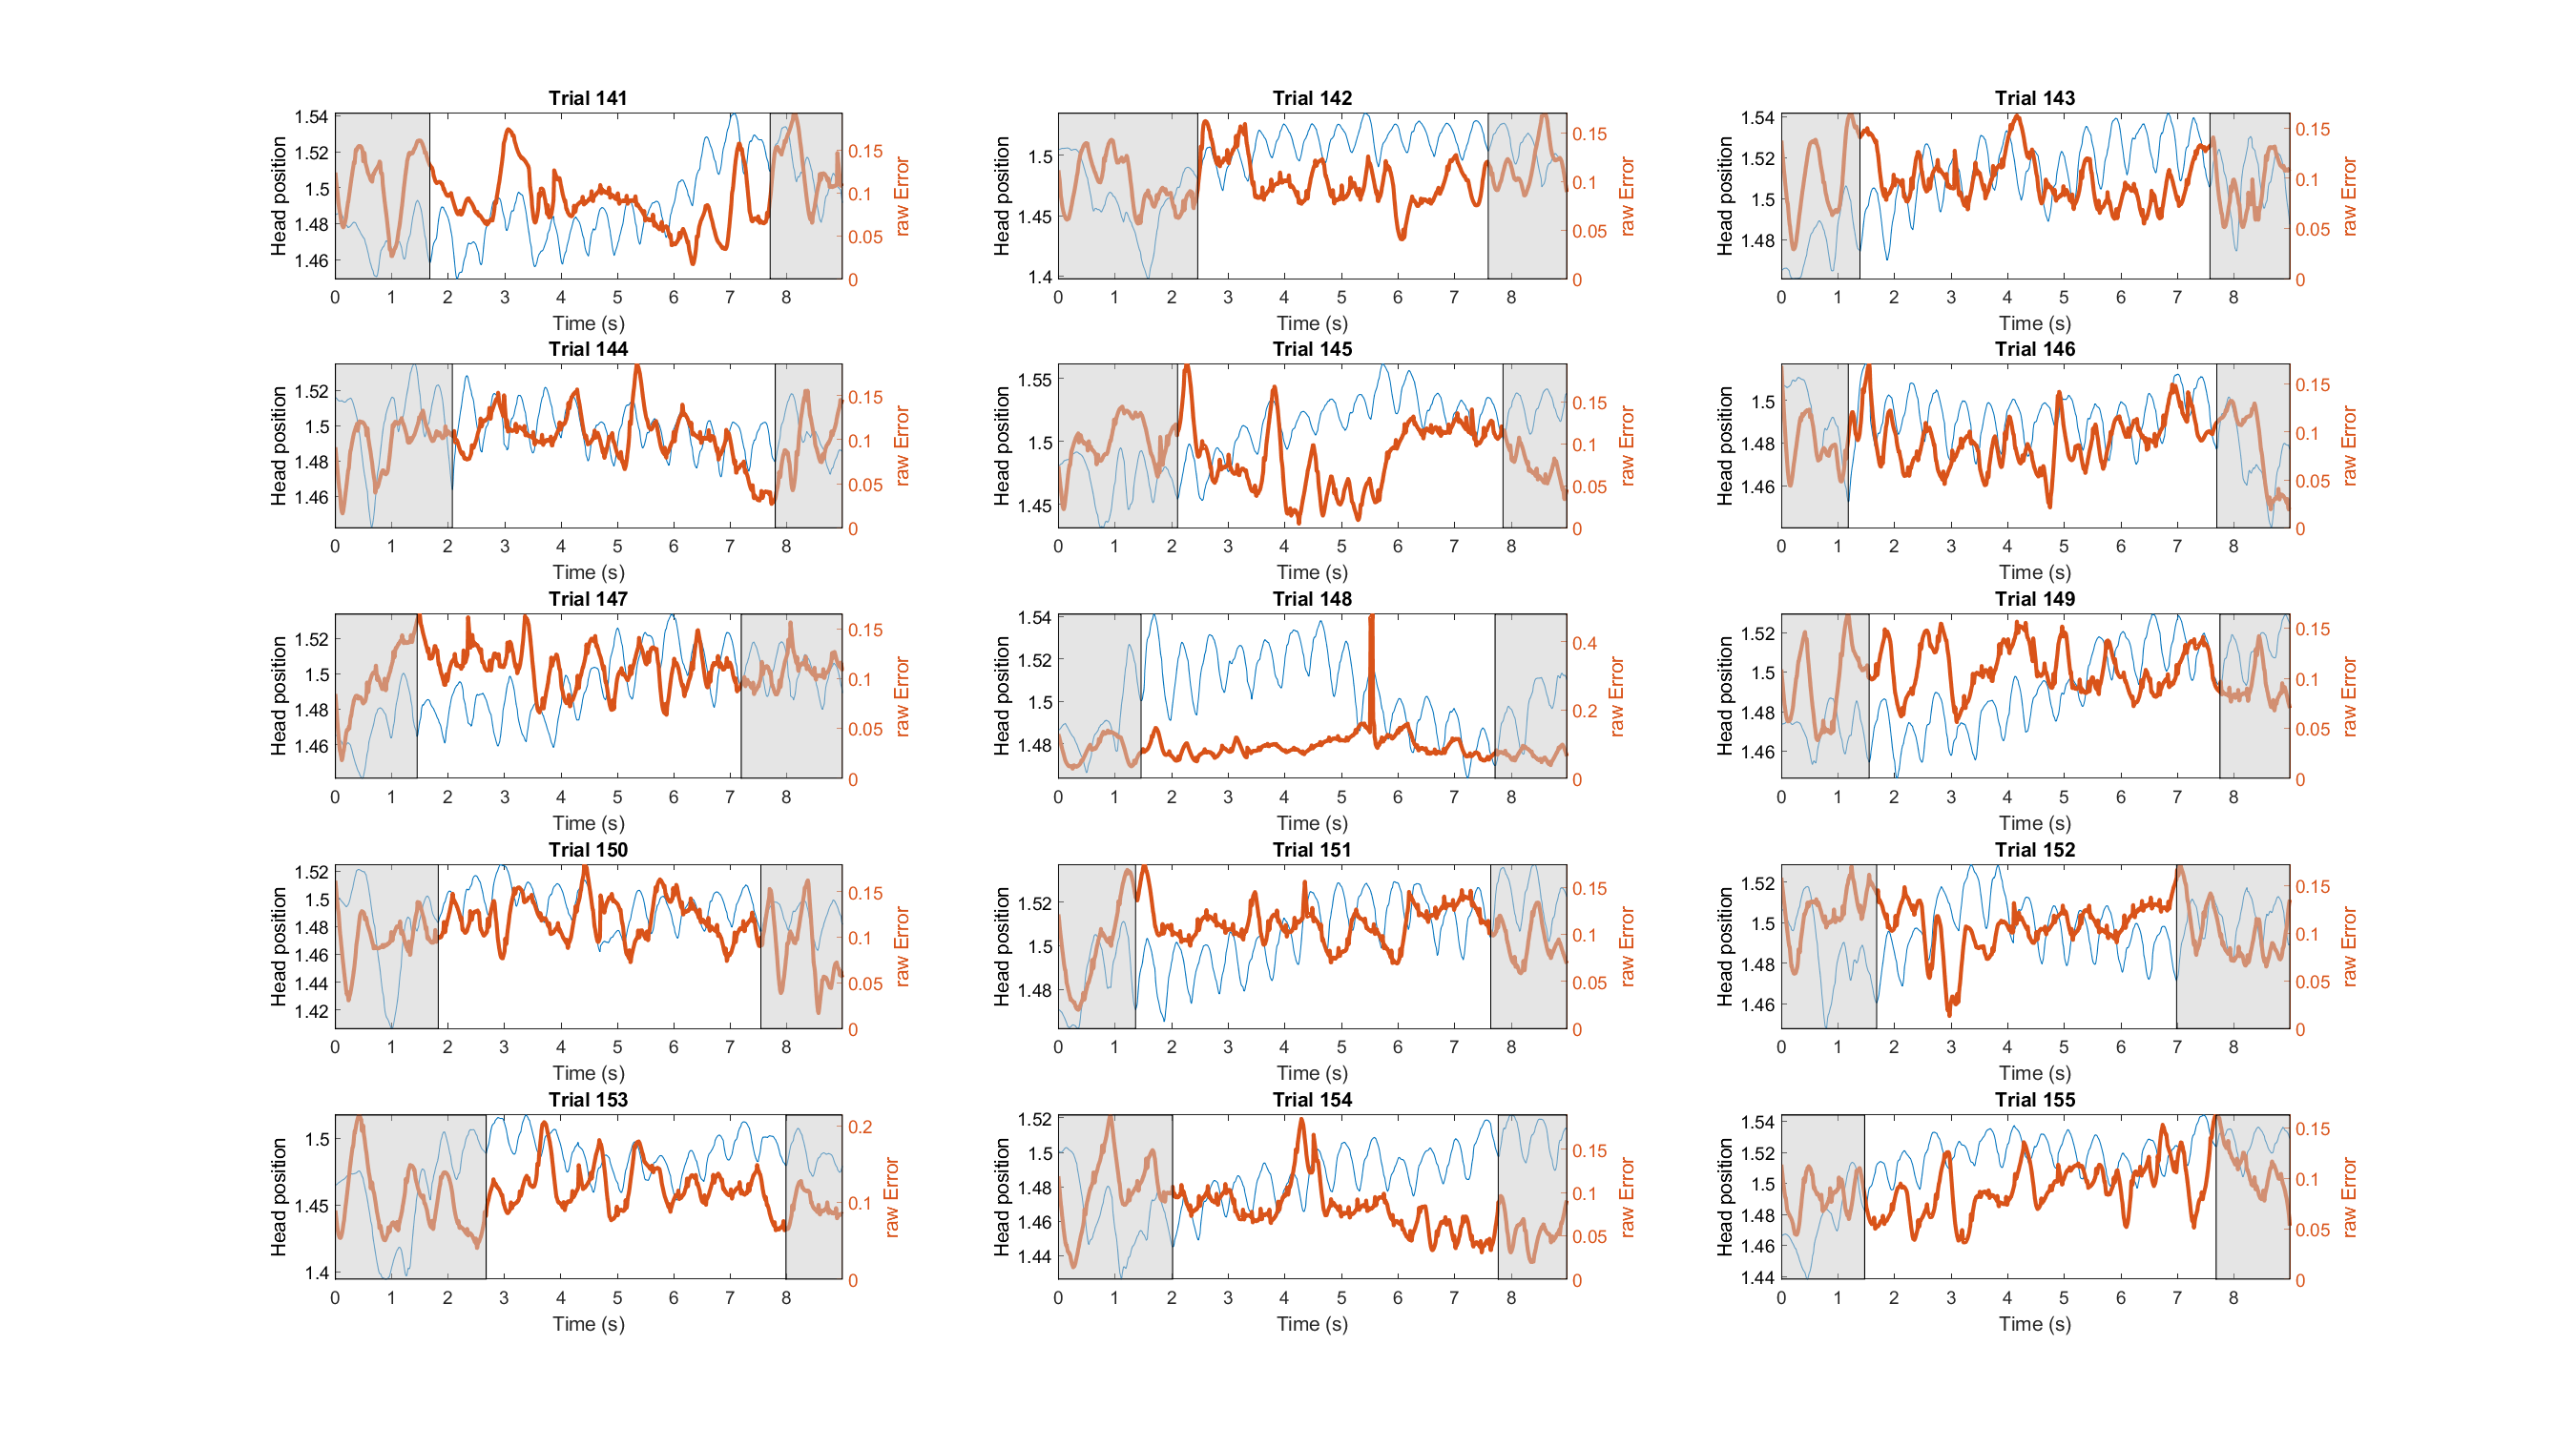 Trial 141
Head position
1.54
1.52
1.5
1.48
1.46
0.15
0.1
0.05
0
raw Error
0 1 2 3 4 5 6 7 8
Time (s)
Trial 142
Head position
1.5
1.45
1.4
0.15
0.1
0.05
0
raw Error
0 1 2 3 4 5 6 7 8
Time (s)
Trial 143
Head position
1.54
1.52
1.5
1.48
0.15
0.1
0.05
0
raw Error
0 1 2 3 4 5 6 7 8
Time (s)
Trial 144
Head position
1.52
1.5
1.48
1.46
0.15
0.1
0.05
0
raw Error
0 1 2 3 4 5 6 7 8
Time (s)
Trial 145
Head position
1.55
1.5
1.45
0.15
0.1
0.05
0
raw Error
0 1 2 3 4 5 6 7 8
Time (s)
Trial 146
Head position
1.5
1.48
1.46
0.15
0.1
0.05
0
raw Error
0 1 2 3 4 5 6 7 8
Time (s)
Trial 147
Head position
1.52
1.5
1.48
1.46
0.15
0.1
0.05
0
raw Error
0 1 2 3 4 5 6 7 8
Time (s)
Trial 148
Head position
1.54
1.52
1.5
1.48
0.4
0.2
0
raw Error
0 1 2 3 4 5 6 7 8
Time (s)
Trial 149
Head position
1.52
1.5
1.48
1.46
0.15
0.1
0.05
0
raw Error
0 1 2 3 4 5 6 7 8
Time (s)
Trial 150
Head position
1.52
1.5
1.48
1.46
1.44
1.42
0.15
0.1
0.05
0
raw Error
0 1 2 3 4 5 6 7 8
Time (s)
Trial 151
Head position
1.52
1.5
1.48
0.15
0.1
0.05
0
raw Error
0 1 2 3 4 5 6 7 8
Time (s)
Trial 152
Head position
1.52
1.5
1.48
1.46
0.15
0.1
0.05
0
raw Error
0 1 2 3 4 5 6 7 8
Time (s)
Trial 153
Head position
1.5
1.45
1.4
0.2
0.1
0
raw Error
0 1 2 3 4 5 6 7 8
Time (s)
Trial 154
Head position
1.52
1.5
1.48
1.46
1.44
0.15
0.1
0.05
0
raw Error
0 1 2 3 4 5 6 7 8
Time (s)
Trial 155
Head position
1.54
1.52
1.5
1.48
1.46
1.44
0.15
0.1
0.05
0
raw Error
0 1 2 3 4 5 6 7 8
Time (s)